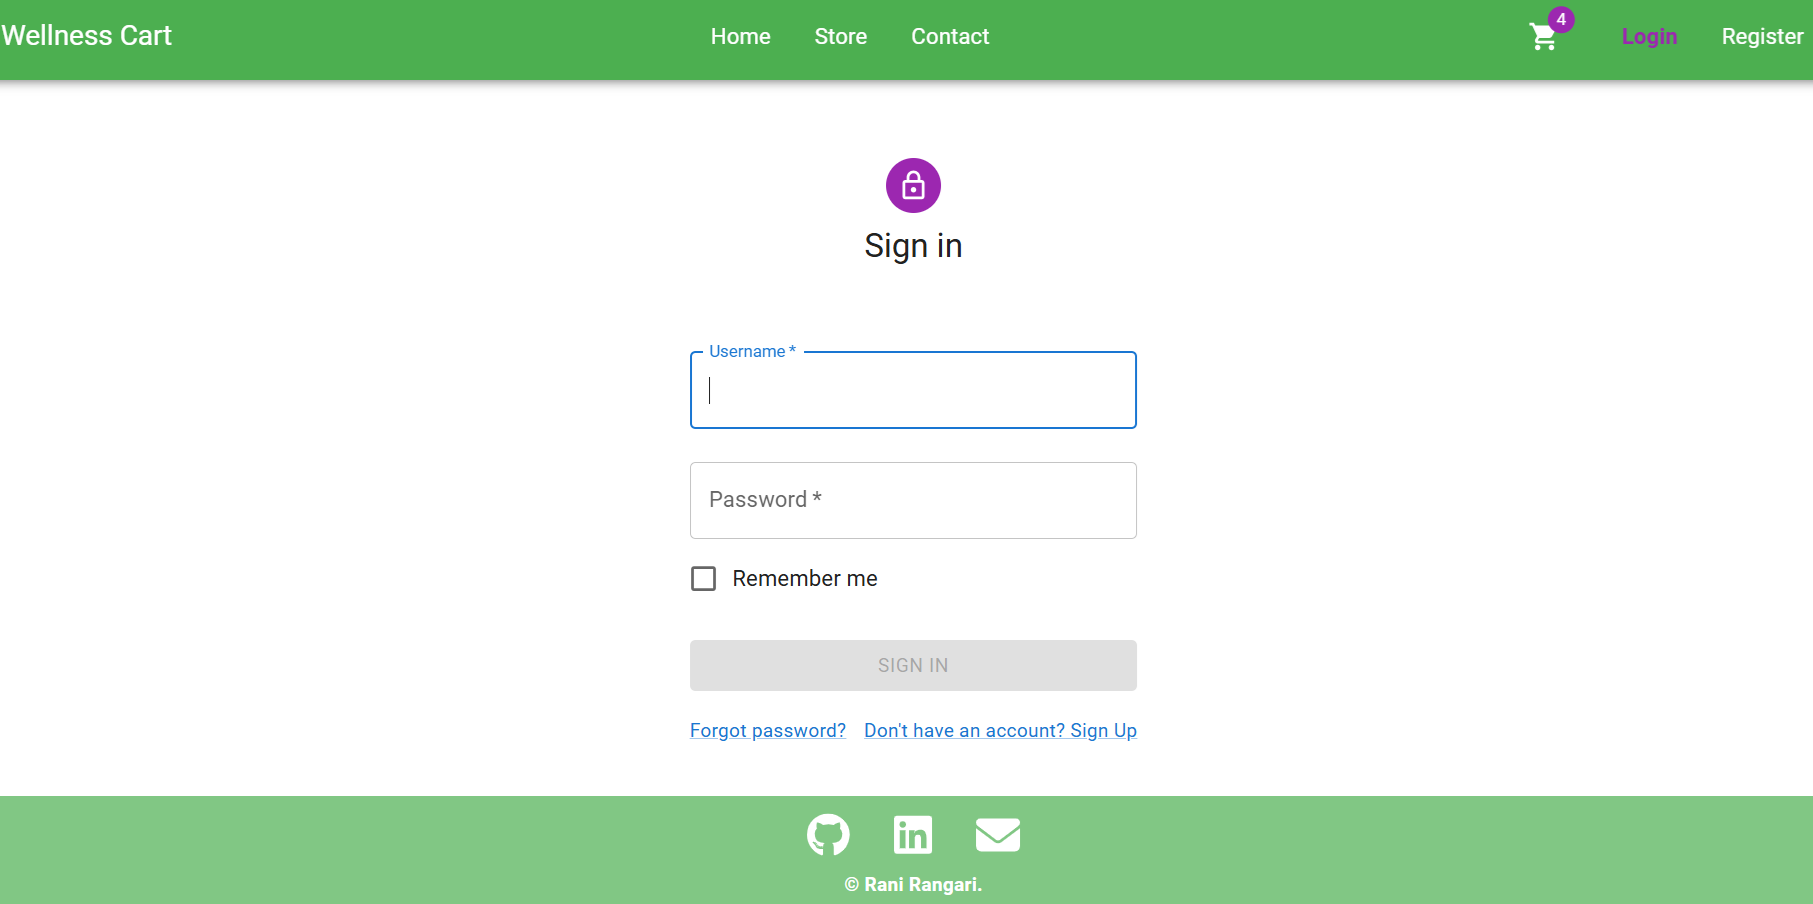 Wellness Cart
Home Store Contact
4
Login Register
Sign in
Username *
Password *
Remember me
SIGN IN
Forgot password? Don't have an account? Sign Up
in
© Rani Rangari.